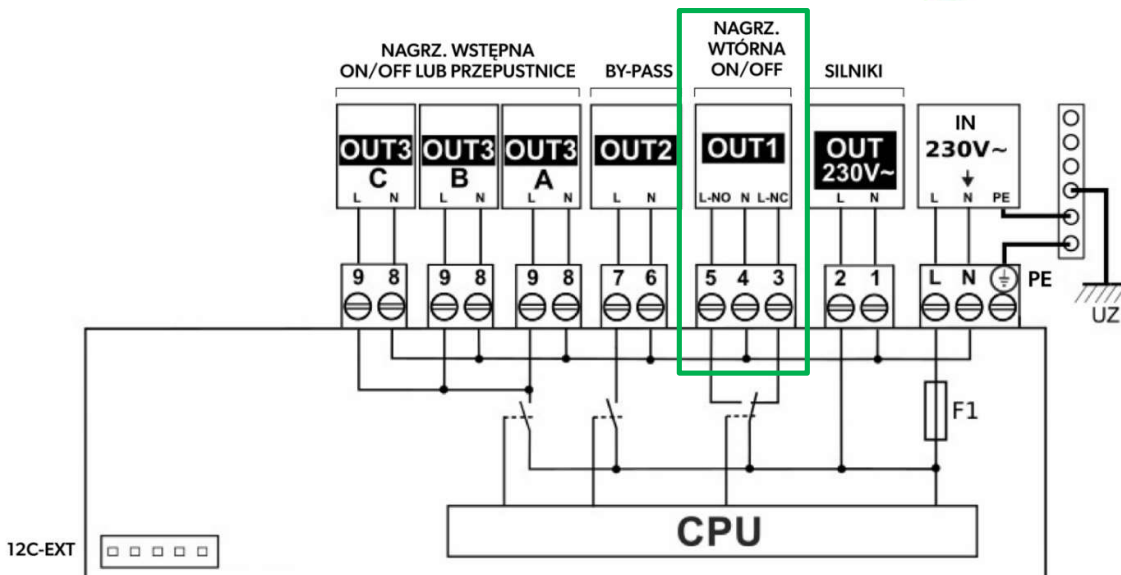 NAGRZ. WSTĘPNA
ON/OFF LUB PRZEPUSTNICE
BY-PASS
NAGRZ.
WTÓRNA
ON/OFF
SILNIKI
OUT3
C
L N
OUT3
B
L N
OUT3
A
L N
OUT2
L N
OUT1
L-NO N L-NC
OUT
230V~
L N
IN
230V~
L N PE
9 8
9 8
9 8
7 6
5 4 3
2 1
L N
PE
UZ
F1
CPU
12C-EXT